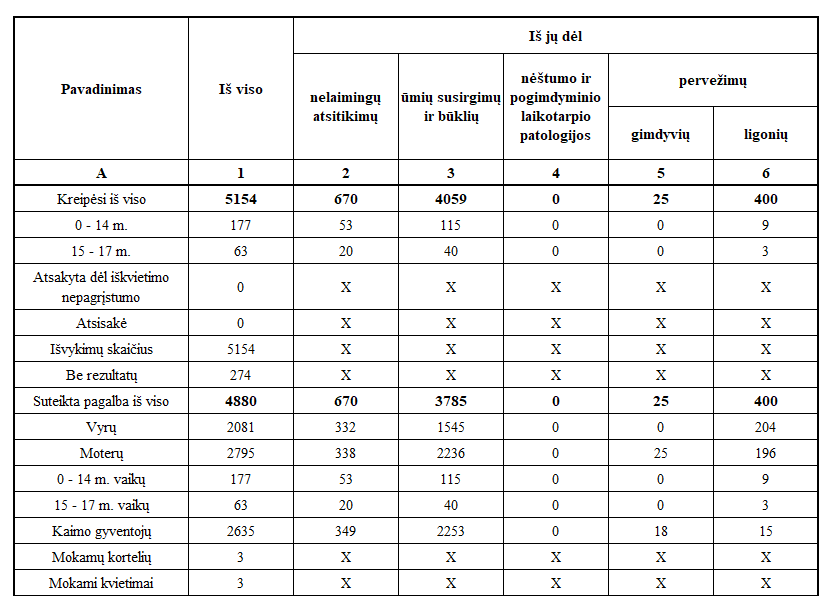 Pavadinimas Iš viso Iš jų dėl
nelaimingų atsitikimų ūmių susirgimų ir būklių nėštumo ir pogimdyminio laikotarpio patologijos pervežimų
gimdyvių ligonių
A 1 2 3 4 5 6
Kreipėsi iš viso 5154 670 4059 0 25 400
0 - 14 m. 177 53 115 0 0 9
15 - 17 m. 63 20 40 0 0 3
Atsakyta dėl iškvietimo
nepagrįstumo 0 X X X X X
Atsisakė 0 X X X X X
Išvykimų skaičius 5154 X X X X X
Be rezultatų 274 X X X X X
Suteikta pagalba iš viso 4880 670 3785 0 25 400
Vyrų 2081 332 1545 0 0 204
Moterų 2795 338 2236 0 25 196
0 - 14 m. vaikų 177 53 115 0 0 9
15 - 17 m. vaikų 63 20 40 0 0 3
Kaimo gyventojų 2635 349 2253 0 18 15
Mokamų kortelių 3 X X X X X
Mokami kvietimai 3 X X X X X